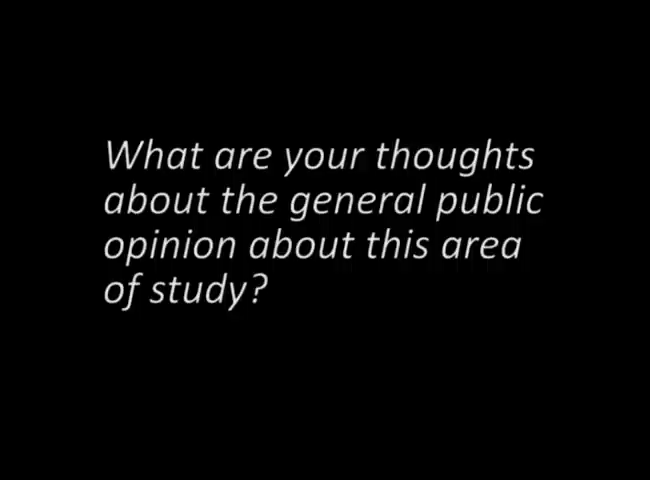 What are your thoughts
about the general public
opinion about this area
of study?